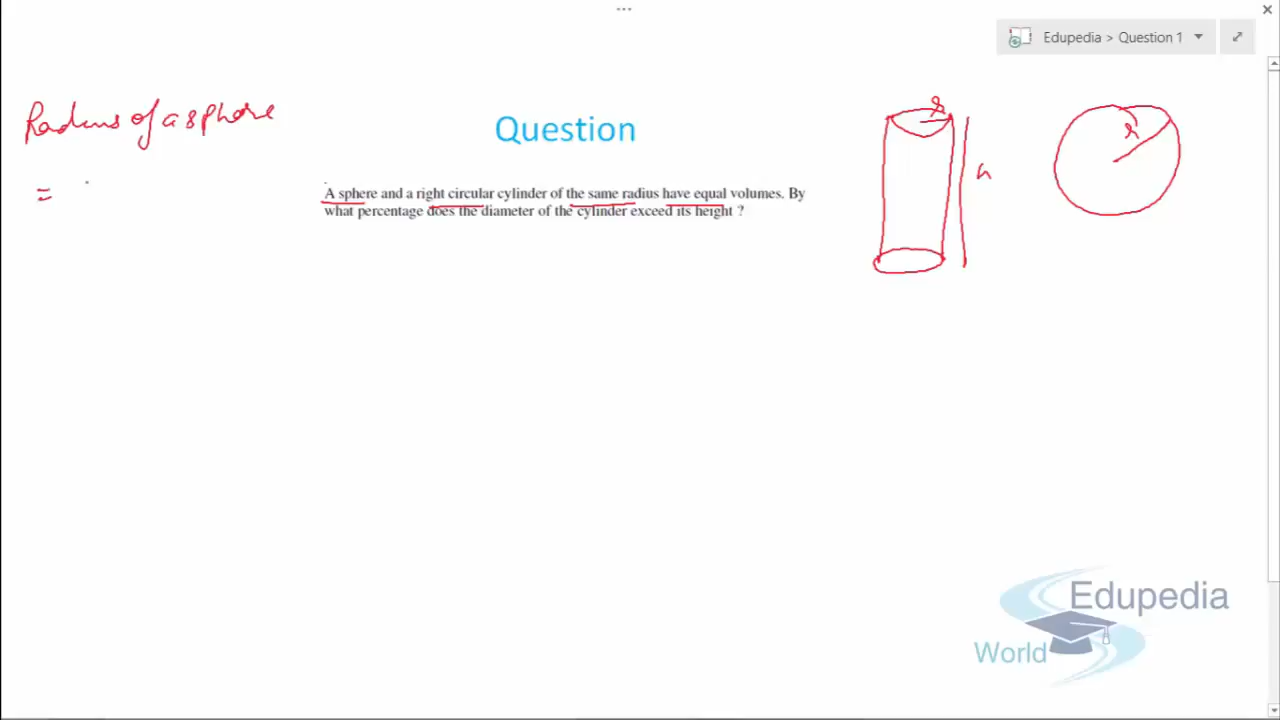 Edupedia > Question 1
Radius of a sphere
Question
r
r
=
A sphere and a right circular cylinder of the same radius have equal volumes. By
what percentage does the diameter of the cylinder exceed its height ?
h
Edupedia
World